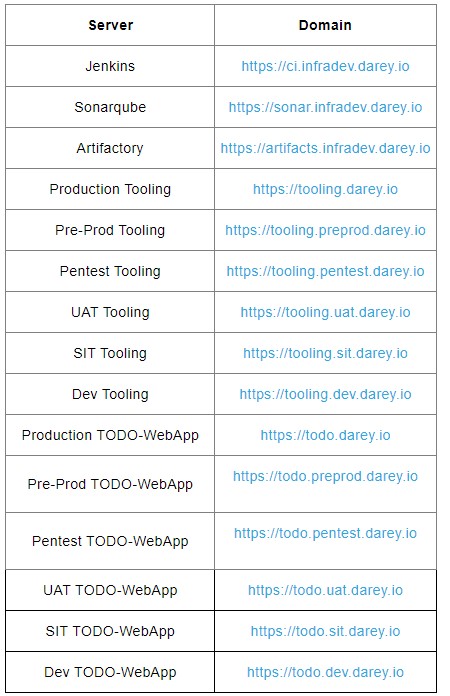 Server Domain
Jenkins https://ci.infradev.darey.io
Sonarqube https://sonar.infradev.darey.io
Artifactory https://artifacts.infradev.darey.io
Production Tooling https://tooling.darey.io
Pre-Prod Tooling https://tooling.preprod.darey.io
Pentest Tooling https://tooling.pentest.darey.io
UAT Tooling https://tooling.uat.darey.io
SIT Tooling https://tooling.sit.darey.io
Dev Tooling https://tooling.dev.darey.io
Production TODO-WebApp https://todo.darey.io
Pre-Prod TODO-WebApp https://todo.preprod.darey.io
Pentest TODO-WebApp https://todo.pentest.darey.io
UAT TODO-WebApp https://todo.uat.darey.io
SIT TODO-WebApp https://todo.sit.darey.io
Dev TODO-WebApp https://todo.dev.darey.io